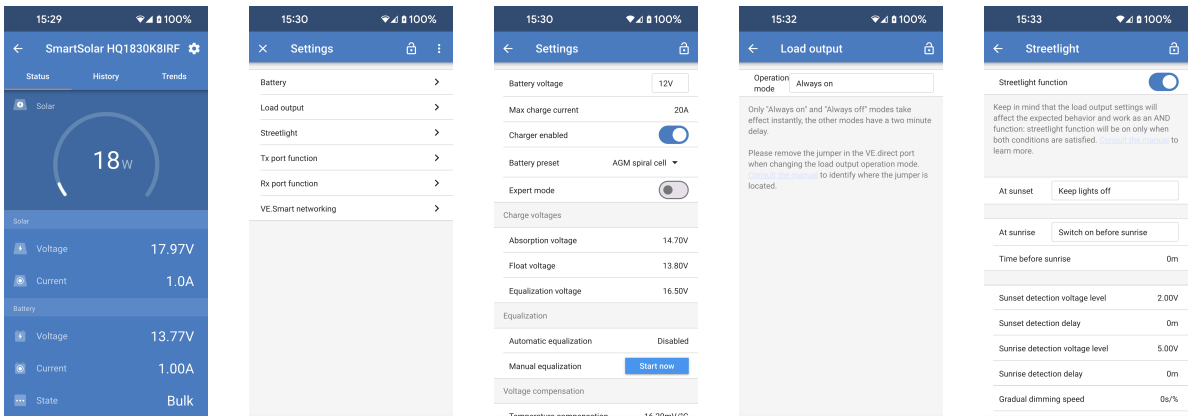 15:29
100%
SmartSolar HQ1830K8IRF
Status History Trends
Solar
18W
Solar
Voltage 17.97V
Current 1.0A
Battery
Voltage 13.77V
Current 1.00A
State Bulk
15:30
100%
Settings
Battery
Load output
Streetlight
Tx port function
Rx port function
VE.Smart networking
15:30
100%
Settings
Battery voltage 12V
Max charge current 20A
Charger enabled
Battery preset AGM spiral cell
Expert mode
Charge voltages
Absorption voltage 14.70V
Float voltage 13.80V
Equalization voltage 16.50V
Equalization
Automatic equalization Disabled
Manual equalization Start now
Voltage compensation
Temperature compensation -16.20mV/°C
15:32
100%
Load output
Operation
mode Always on
Only "Always on" and "Always off" modes take
effect instantly, the other modes have a two minute
delay.
Please remove the jumper in the VE.direct port
when changing the load output operation mode.
Consult the manual to identify where the jumper is
located.
15:33
100%
Streetlight
Streetlight function
Keep in mind that the load output settings will
affect the expected behavior and work as an AND
function: streetlight function will be on only when
both conditions are satisfied. Consult the manual to
learn more.
At sunset Keep lights off
At sunrise Switch on before sunrise
Time before sunrise 0m
Sunset detection voltage level 2.00V
Sunset detection delay 0m
Sunrise detection voltage level 5.00V
Sunrise detection delay 0m
Gradual dimming speed 0s/%